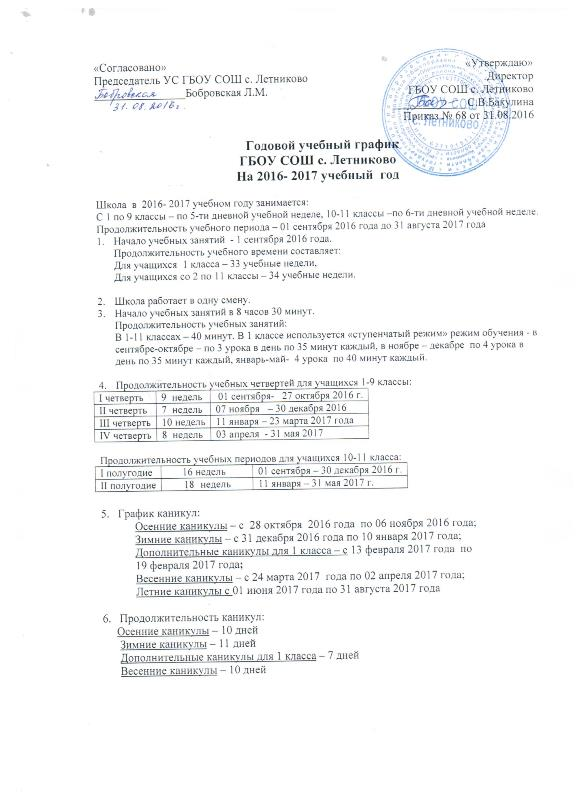 «Согласовано»
Председатель УС ГБОУ СОШ с. Летниково
Бобровская Бобровская Л.М.
31.08.2016г.
«Утверждаю»
Директор
ГБОУ СОШ с. Летниково
С.В.Бакулина
Приказ № 68 от 31.08.2016
Годовой учебный график
ГБОУ СОШ с. Летниково
На 2016- 2017 учебный год
Школа в 2016- 2017 учебном году занимается:
С 1 по 9 классы – по 5-ти дневной учебной неделе, 10-11 классы –по 6-ти дневной учебной неделе.
Продолжительность учебного периода – 01 сентября 2016 года до 31 августа 2017 года
1. Начало учебных занятий - 1 сентября 2016 года.
Продолжительность учебного времени составляет:
Для учащихся 1 класса – 33 учебные недели,
Для учащихся со 2 по 11 классы – 34 учебные недели.
2. Школа работает в одну смену.
3. Начало учебных занятий в 8 часов 30 минут.
Продолжительность учебных занятий:
В 1-11 классах – 40 минут. В 1 классе используется «ступенчатый режим» режим обучения - в
сентябре-октябре – по 3 урока в день по 35 минут каждый, в ноябре – декабре по 4 урока в
день по 35 минут каждый, январь-май- 4 урока по 40 минут каждый.
4. Продолжительность учебных четвертей для учащихся 1-9 классы:
I четверть 9 недель 01 сентября- 27 октября 2016 г.
II четверть 7 недель 07 ноября – 30 декабря 2016
III четверть 10 недель 11 января – 23 марта 2017 года
IV четверть 8 недель 03 апреля - 31 мая 2017
Продолжительность учебных периодов для учащихся 10-11 класса:
I полугодие 16 недель 01 сентября – 30 декабря 2016 г.
II полугодие 18 недель 11 января – 31 мая 2017 г.
5. График каникул:
Осенние каникулы – с 28 октября 2016 года по 06 ноября 2016 года;
Зимние каникулы – с 31 декабря 2016 года по 10 января 2017 года;
Дополнительные каникулы для 1 класса – с 13 февраля 2017 года по
19 февраля 2017 года;
Весенние каникулы – с 24 марта 2017 года по 02 апреля 2017 года;
Летние каникулы с 01 июня 2017 года по 31 августа 2017 года
6. Продолжительность каникул:
Осенние каникулы – 10 дней
Зимние каникулы – 11 дней
Дополнительные каникулы для 1 класса – 7 дней
Весенние каникулы – 10 дней